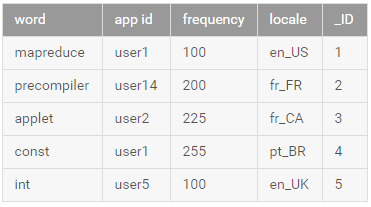 word app id frequency locale _ID
mapreduce user1 100 en_US 1
precompiler user14 200 fr_FR 2
applet user2 225 fr_CA 3
const user1 255 pt_BR 4
int user5 100 en_UK 5